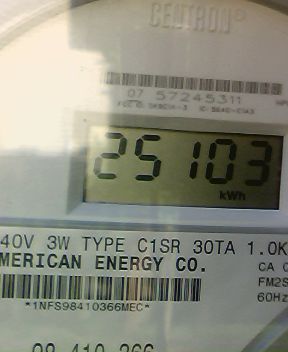 CENTRON®
07 57245311
25103
kWh
40V 3W TYPE C1SR 30TA 1.0K
MERICAN ENERGY CO.
CA 0
FM2S
60Hz
*1NFS98410366MEC*
98 410 366